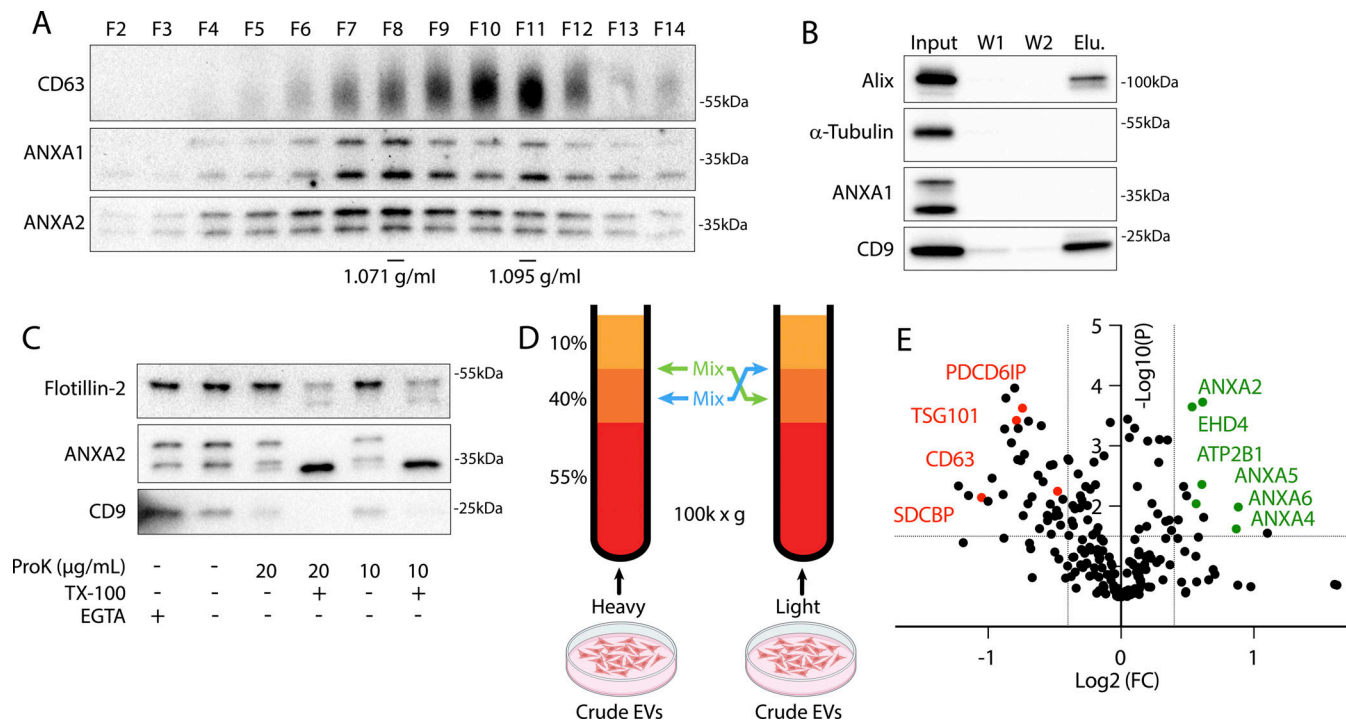 A
F2 F3 F4 F5 F6 F7 F8 F9 F10 F11 F12 F13 F14
CD63
-55kDa
ANXA1
-35kDa
ANXA2
-35kDa
1.071 g/ml 1.095 g/ml
B
Input W1 W2 Elu.
Alix
-100kDa
α-Tubulin
-55kDa
ANXA1
-35kDa
CD9
-25kDa
C
Flotillin-2
-55kDa
ANXA2
-35kDa
CD9
-25kDa
ProK (µg/mL) - - 20 20 10 10
TX-100 - - - + - +
EGTA + - - - - -
D
10%
40%
55%
Mix
Mix
100k x g
Heavy Light
Crude EVs Crude EVs
E
5
4
3
2
1
-Log10(P)
PDCD6IP
TSG101
CD63
SDCBP
ANXA2
EHD4
ATP2B1
ANXA5
ANXA6
ANXA4
-1 0 1
Log2 (FC)